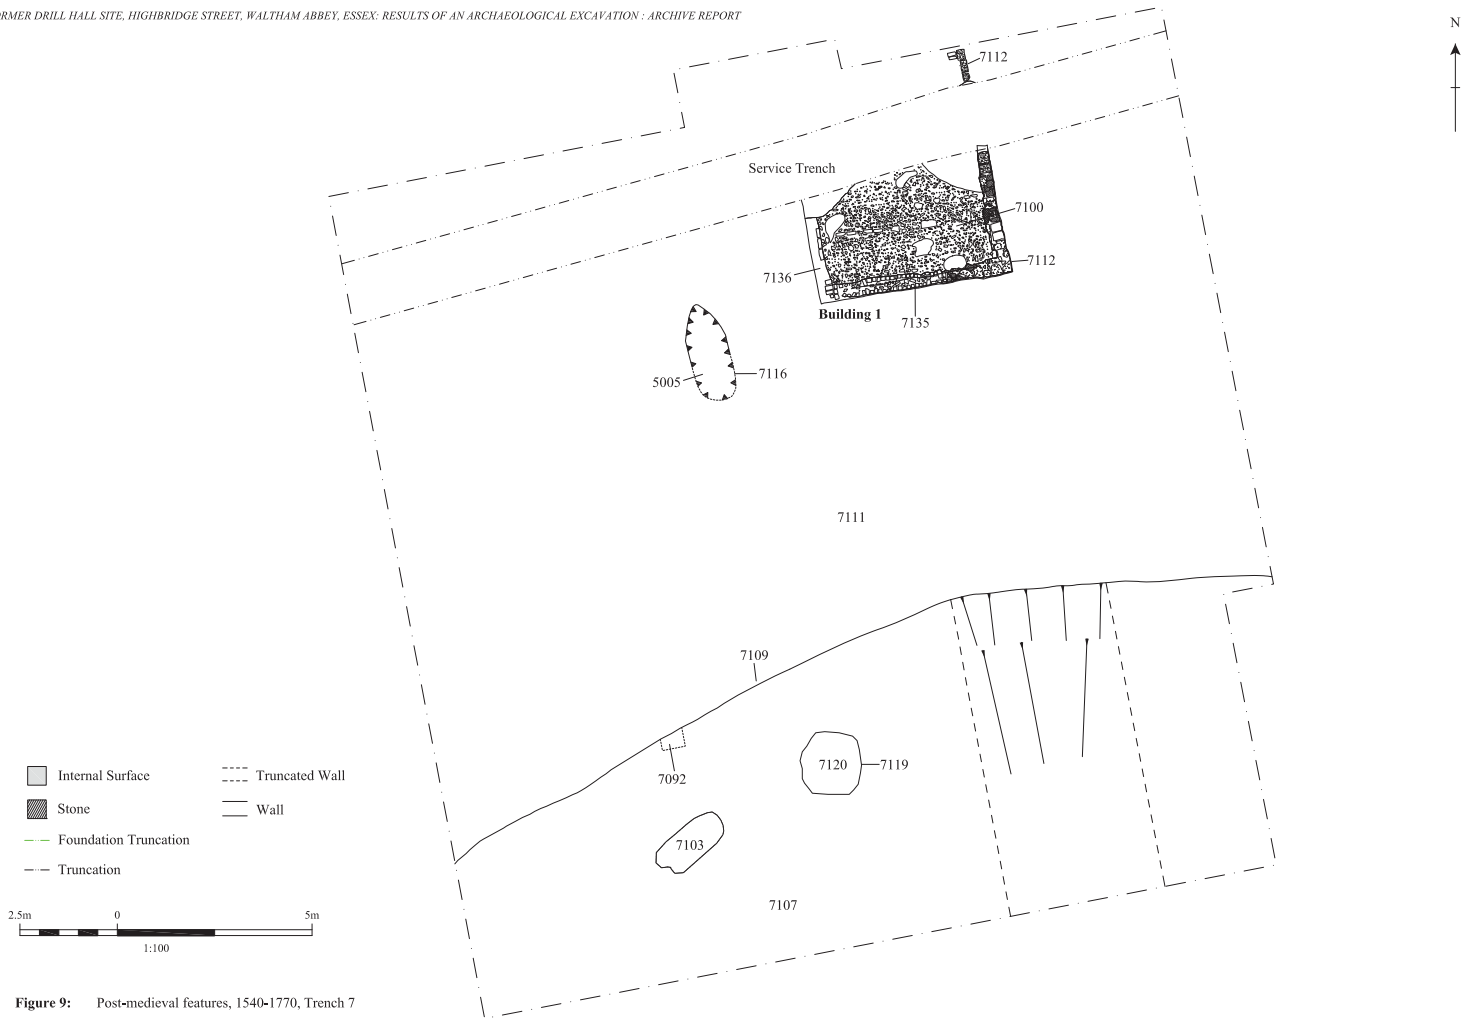 ORMER DRILL HALL SITE, HIGHBRIDGE STREET, WALTHAM ABBEY, ESSEX: RESULTS OF AN ARCHAEOLOGICAL EXCAVATION : ARCHIVE REPORT
N
7112
Service Trench
7100
7112
7136
Building 1
7135
5005
7116
7111
7109
7092
7120
7119
7103
7107
Internal Surface
Truncated Wall
Stone
Wall
Foundation Truncation
Truncation
2.5m 0 5m
1:100
Figure 9: Post-medieval features, 1540-1770, Trench 7